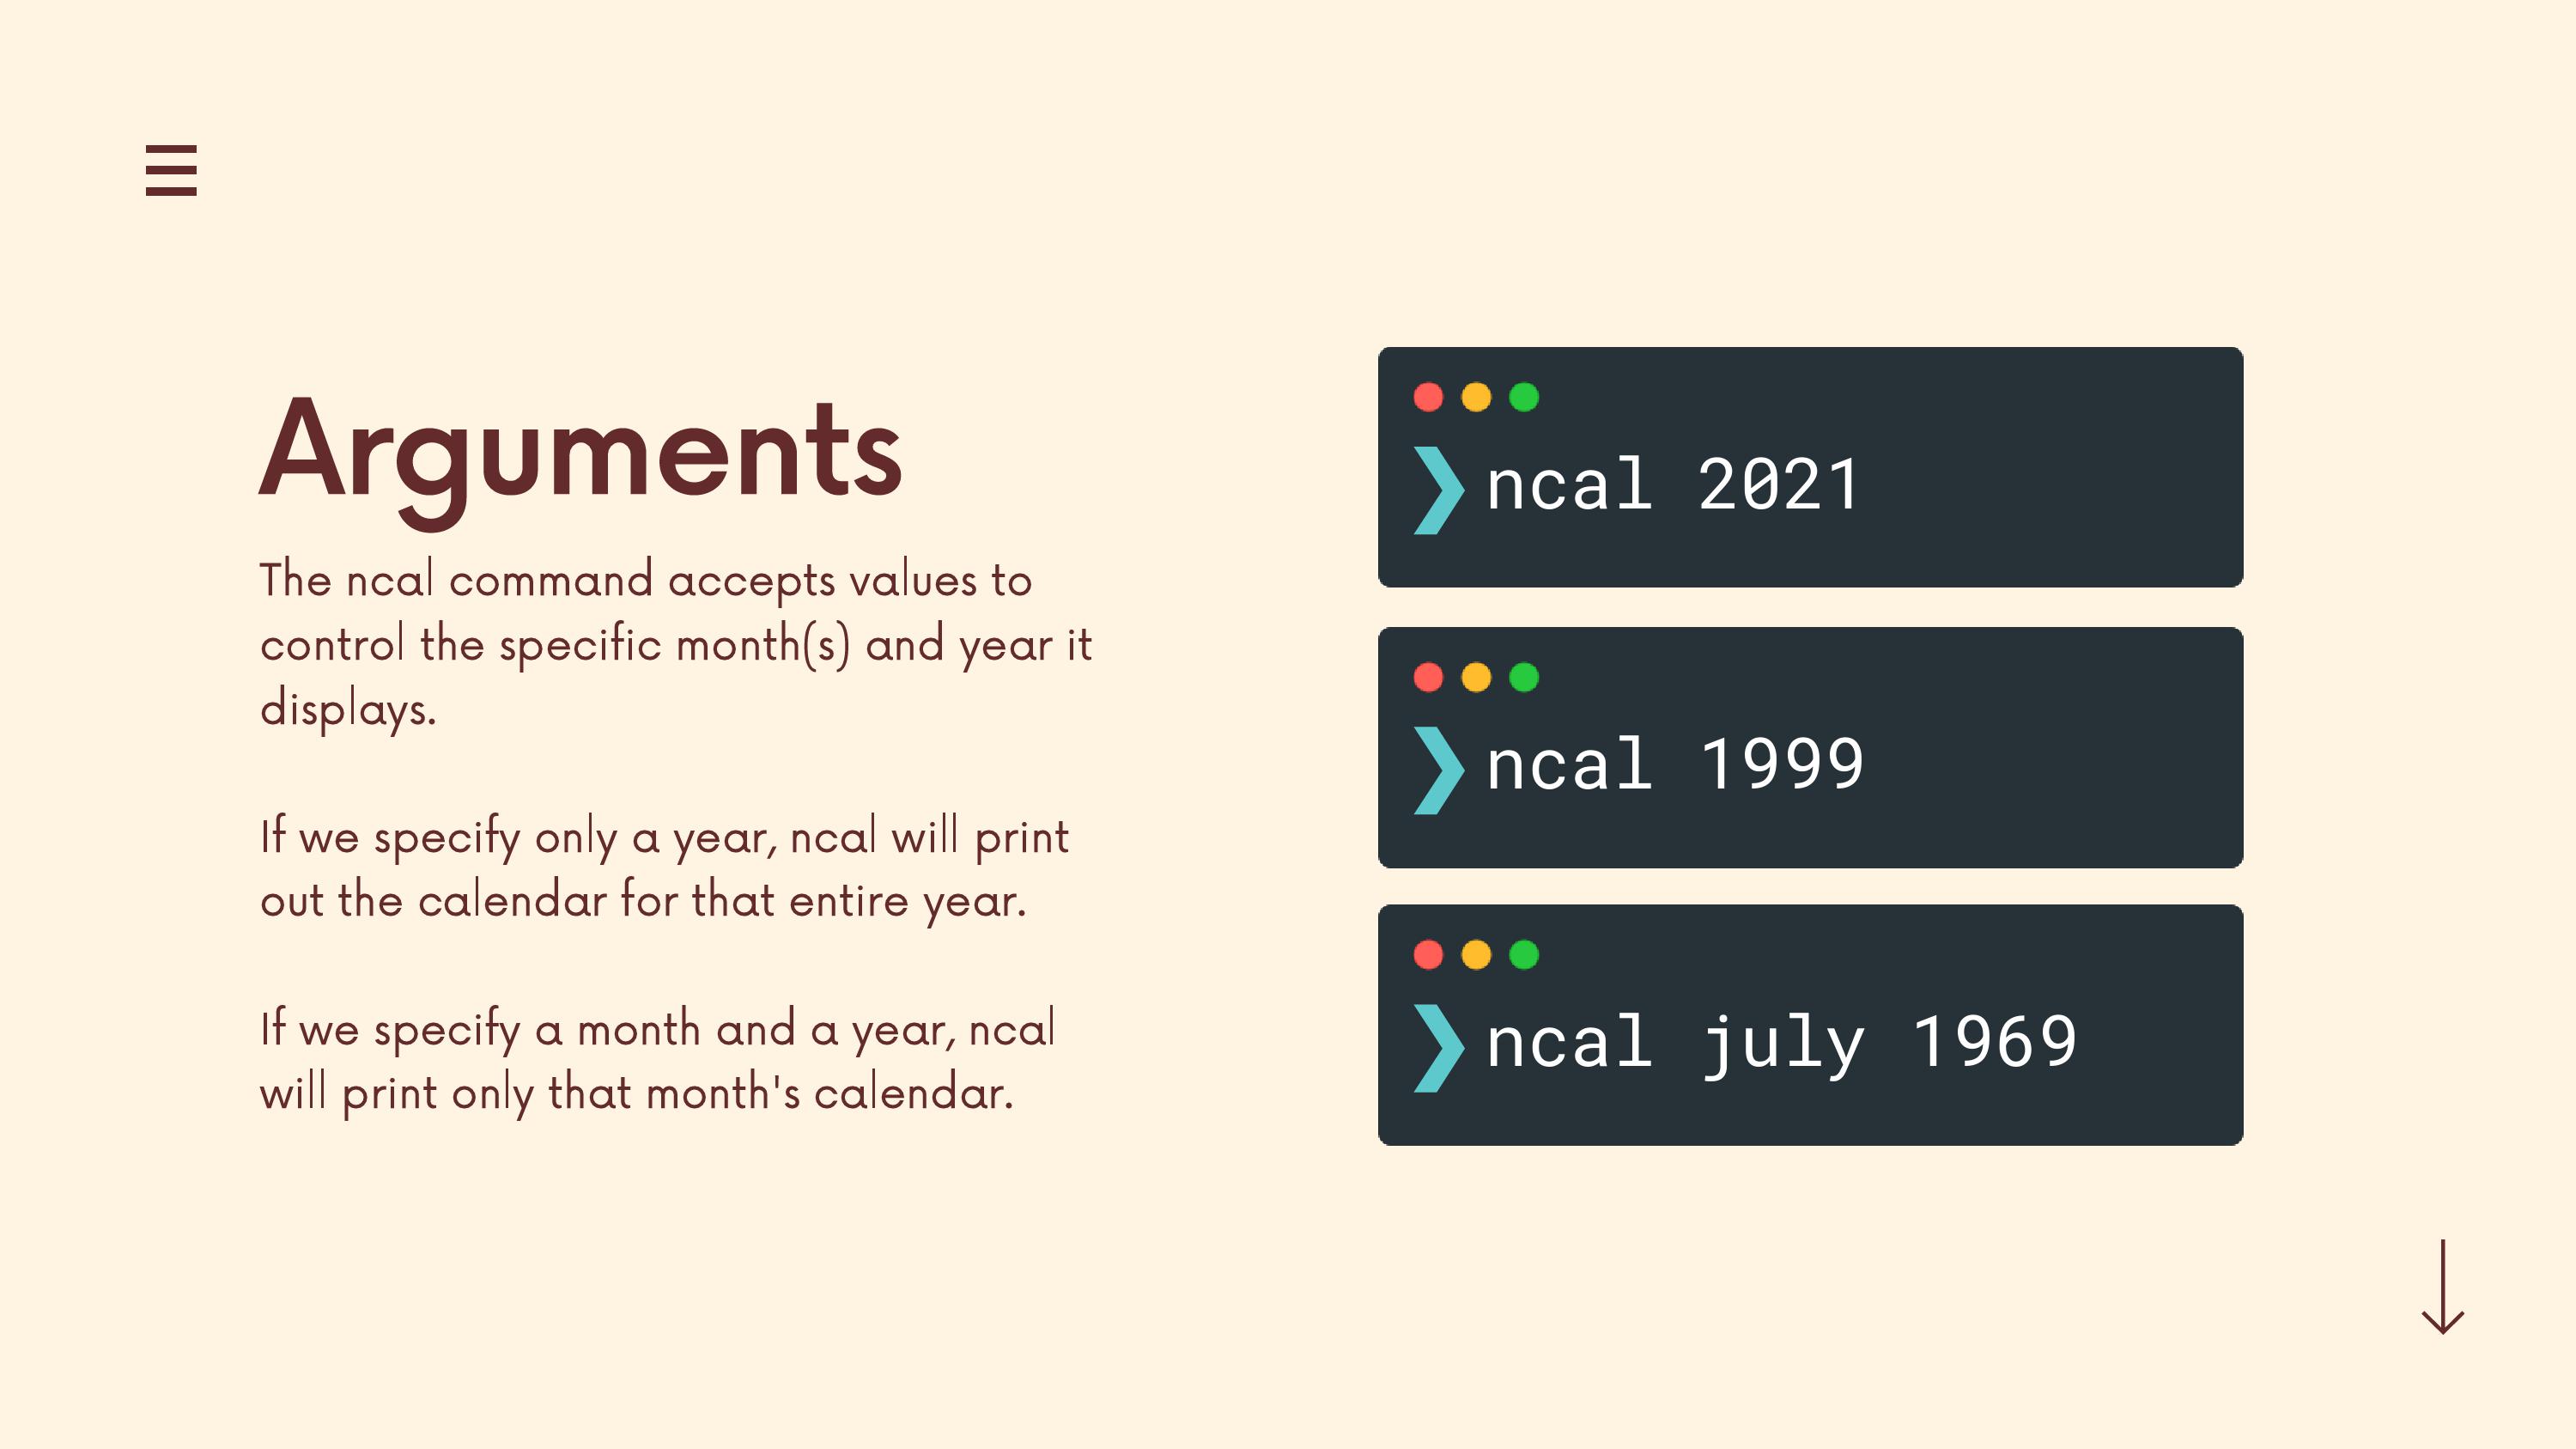 Arguments
The ncal command accepts values to
control the specific month(s) and year it
displays.
If we specify only a year, ncal will print
out the calendar for that entire year.
If we specify a month and a year, ncal
will print only that month's calendar.
❯ ncal 2021
❯ ncal 1999
❯ ncal july 1969